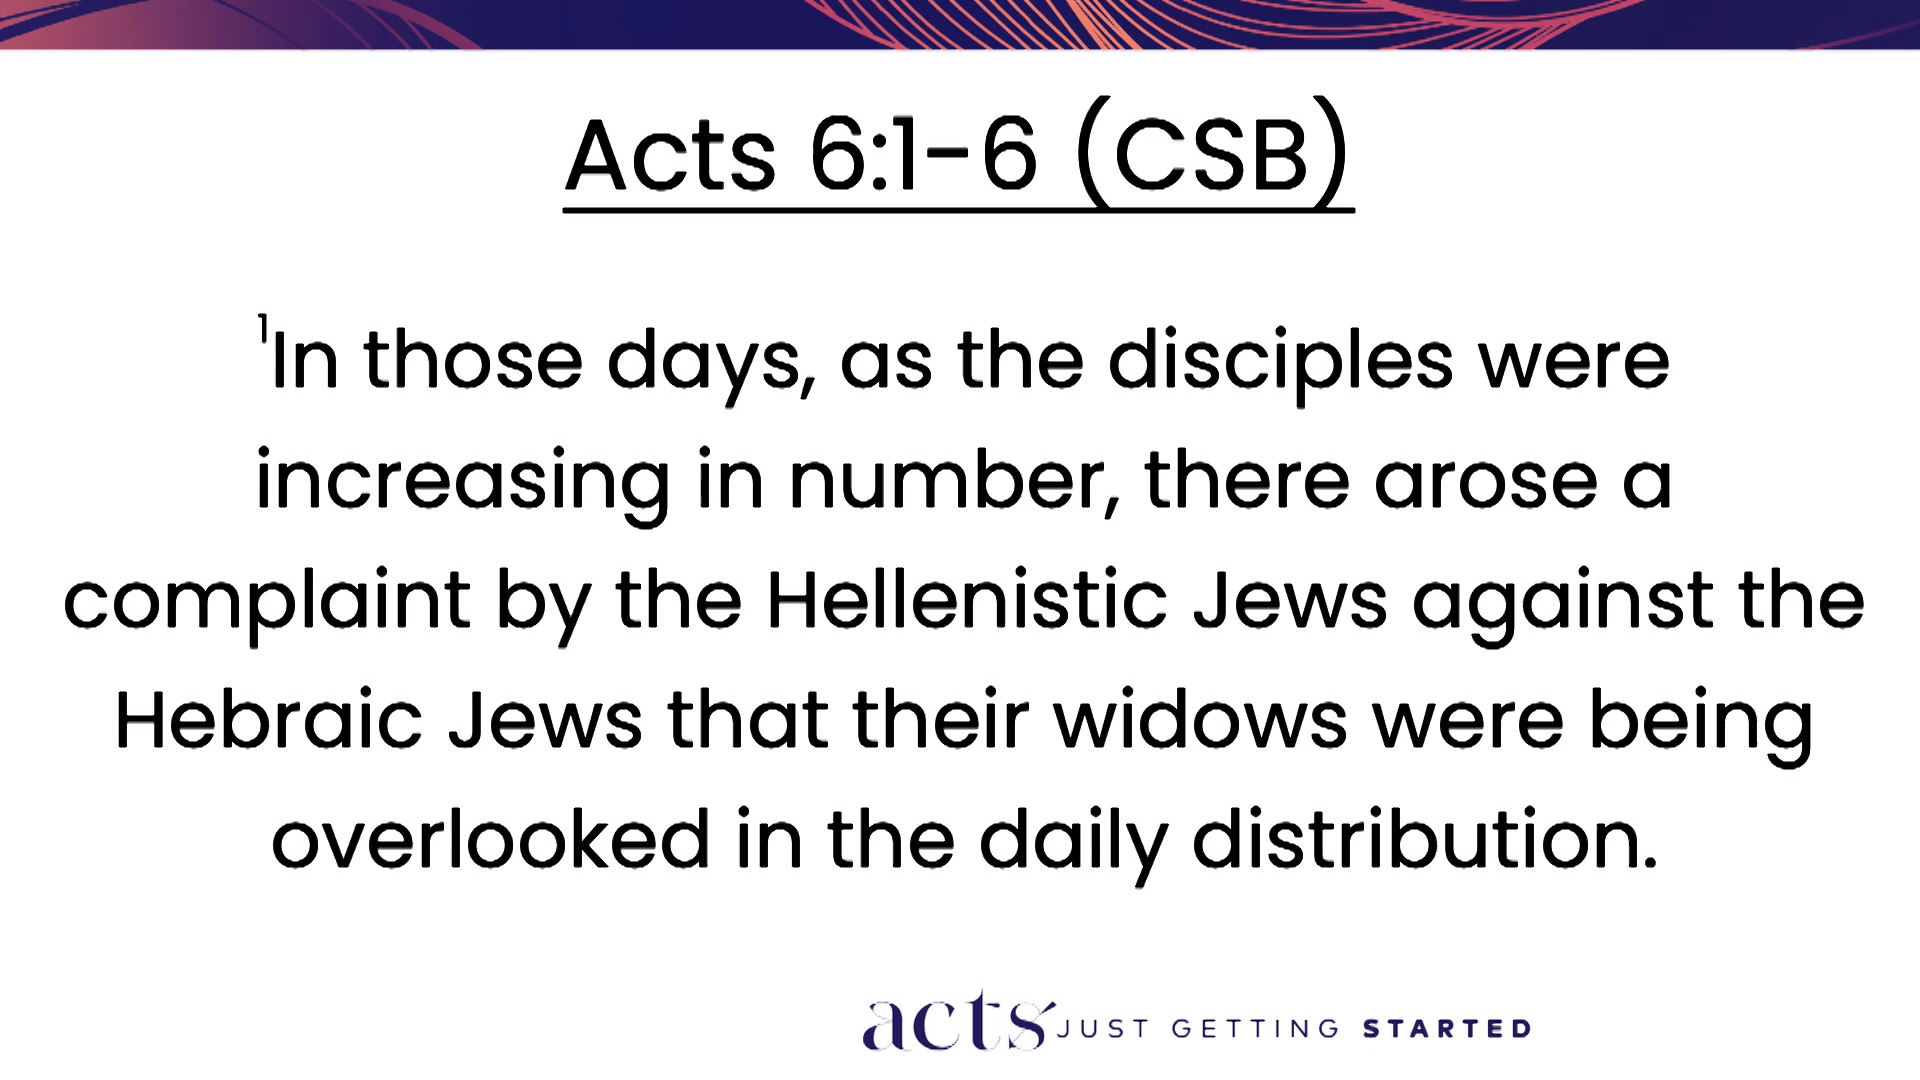 Acts 6:1-6 (CSB)
¹In those days, as the disciples were
increasing in number, there arose a
complaint by the Hellenistic Jews against the
Hebraic Jews that their widows were being
overlooked in the daily distribution.
acts JUST GETTING STARTED